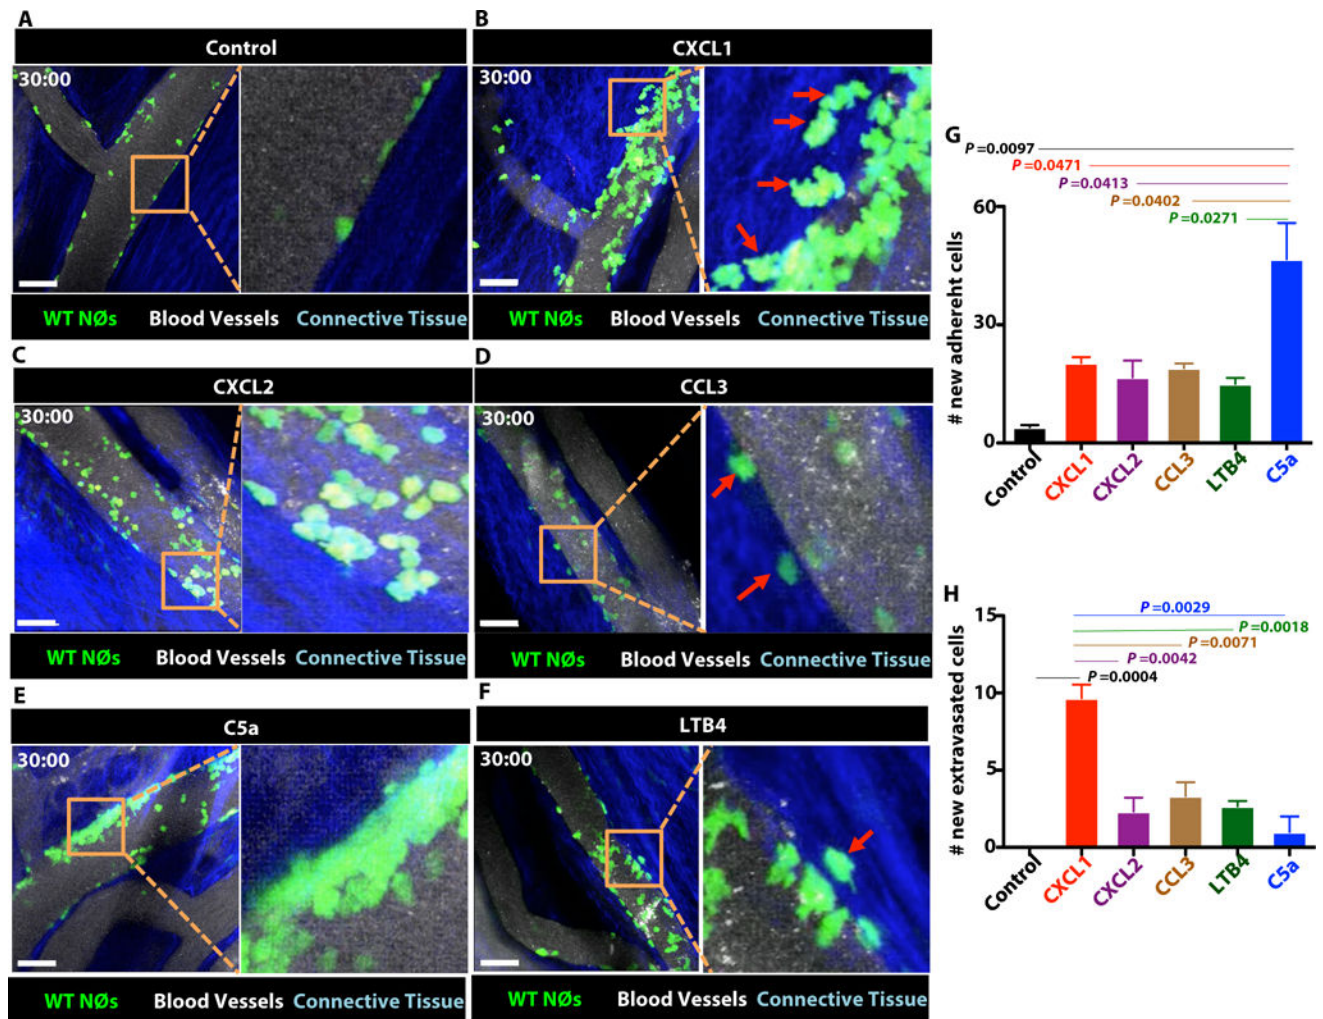 A
Control
30:00
WT NØs Blood Vessels Connective Tissue
B
CXCL1
30:00
WT NØs Blood Vessels Connective Tissue
C
CXCL2
30:00
WT NØs Blood Vessels Connective Tissue
D
CCL3
30:00
WT NØs Blood Vessels Connective Tissue
E
C5a
30:00
WT NØs Blood Vessels Connective Tissue
F
LTB4
30:00
WT NØs Blood Vessels Connective Tissue
G
P =0.0097
P =0.0471
P =0.0413
P =0.0402
P =0.0271
# new adhereht cells
60
30
0
Control
CXCL1
CXCL2
CCL3
LTB4
C5a
H
P =0.0029
P =0.0018
P =0.0071
P =0.0042
P =0.0004
# new extravasated cells
15
10
5
0
Control
CXCL1
CXCL2
CCL3
LTB4
C5a